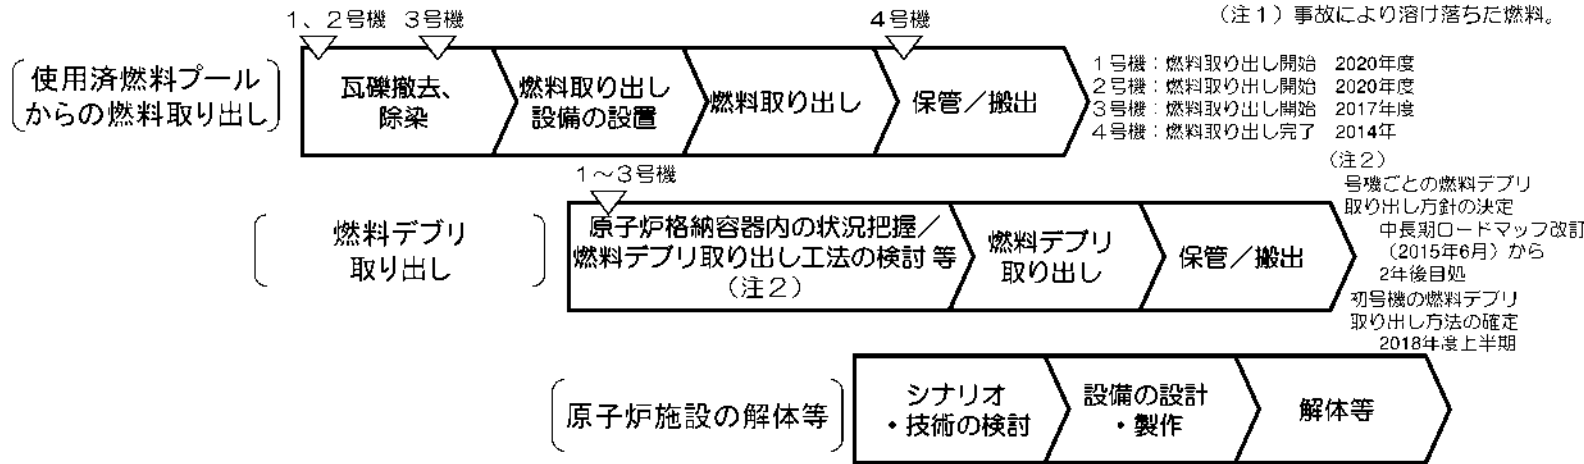 （注１）事故により溶け落ちた燃料。
1、2号機 3号機
4号機
使用済燃料プール
からの燃料取り出し
瓦礫撤去、
除染
燃料取り出し
設備の設置
燃料取り出し
保管／搬出
1号機：燃料取り出し開始 2020年度
2号機：燃料取り出し開始 2020年度
3号機：燃料取り出し開始 2017年度
4号機：燃料取り出し完了 2014年
1～3号機
燃料デブリ
取り出し
原子炉格納容器内の状況把握／
燃料デブリ取り出し工法の検討 等
（注２）
燃料デブリ
取り出し
保管／搬出
（注２）
号機ごとの燃料デブリ
取り出し方針の決定
中長期ロードマップ改訂
（2015年6月）から
2年後目処
初号機の燃料デブリ
取り出し方法の確定
2018年度上半期
原子炉施設の解体等
シナリオ
・技術の検討
設備の設計
・製作
解体等